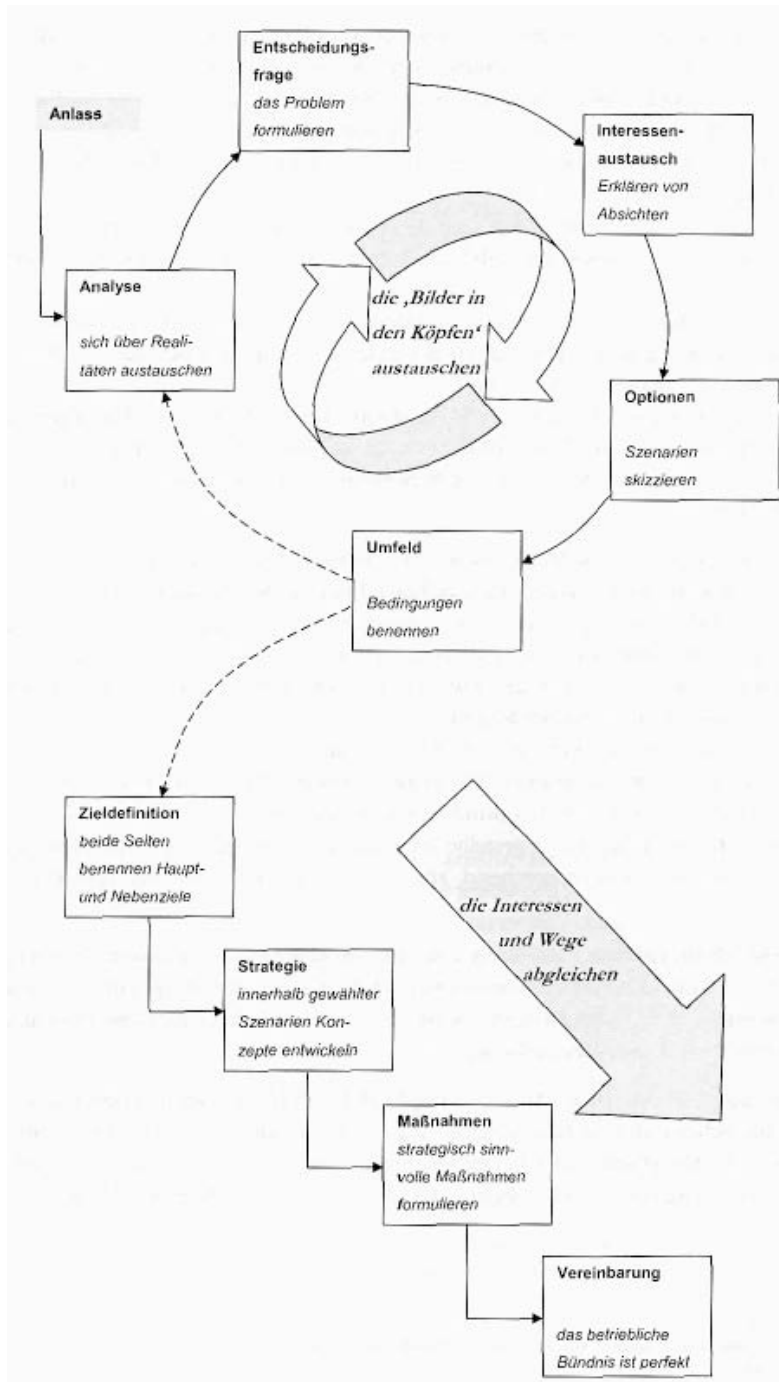 Entscheidungs-
frage
das Problem
formulieren
Anlass
Interessen-
austausch
Erklären von
Absichten
Analyse
sich über Reali-
täten austauschen
die ‚Bilder in
den Köpfen‘
austauschen
Optionen
Szenarien
skizzieren
Umfeld
Bedingungen
benennen
Zieldefinition
beide Seiten
benennen Haupt-
und Nebenziele
die Interessen
und Wege
abgleichen
Strategie
innerhalb gewählter
Szenarien Kon-
zepte entwickeln
Maßnahmen
strategisch sinn-
volle Maßnahmen
formulieren
Vereinbarung
das betriebliche
Bündnis ist perfekt